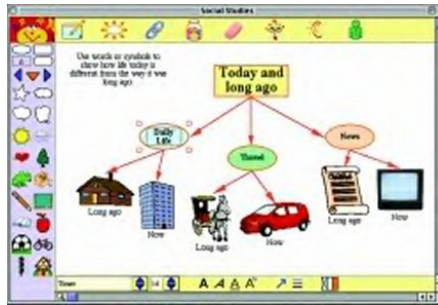 Social Studies
Use words or symbols to
show how life today is
different from the way it was
long ago.
Today and
long ago
Daily
Life
Travel
News
Long ago
Now
Long ago
Now
Long ago
Now
14
A A A A